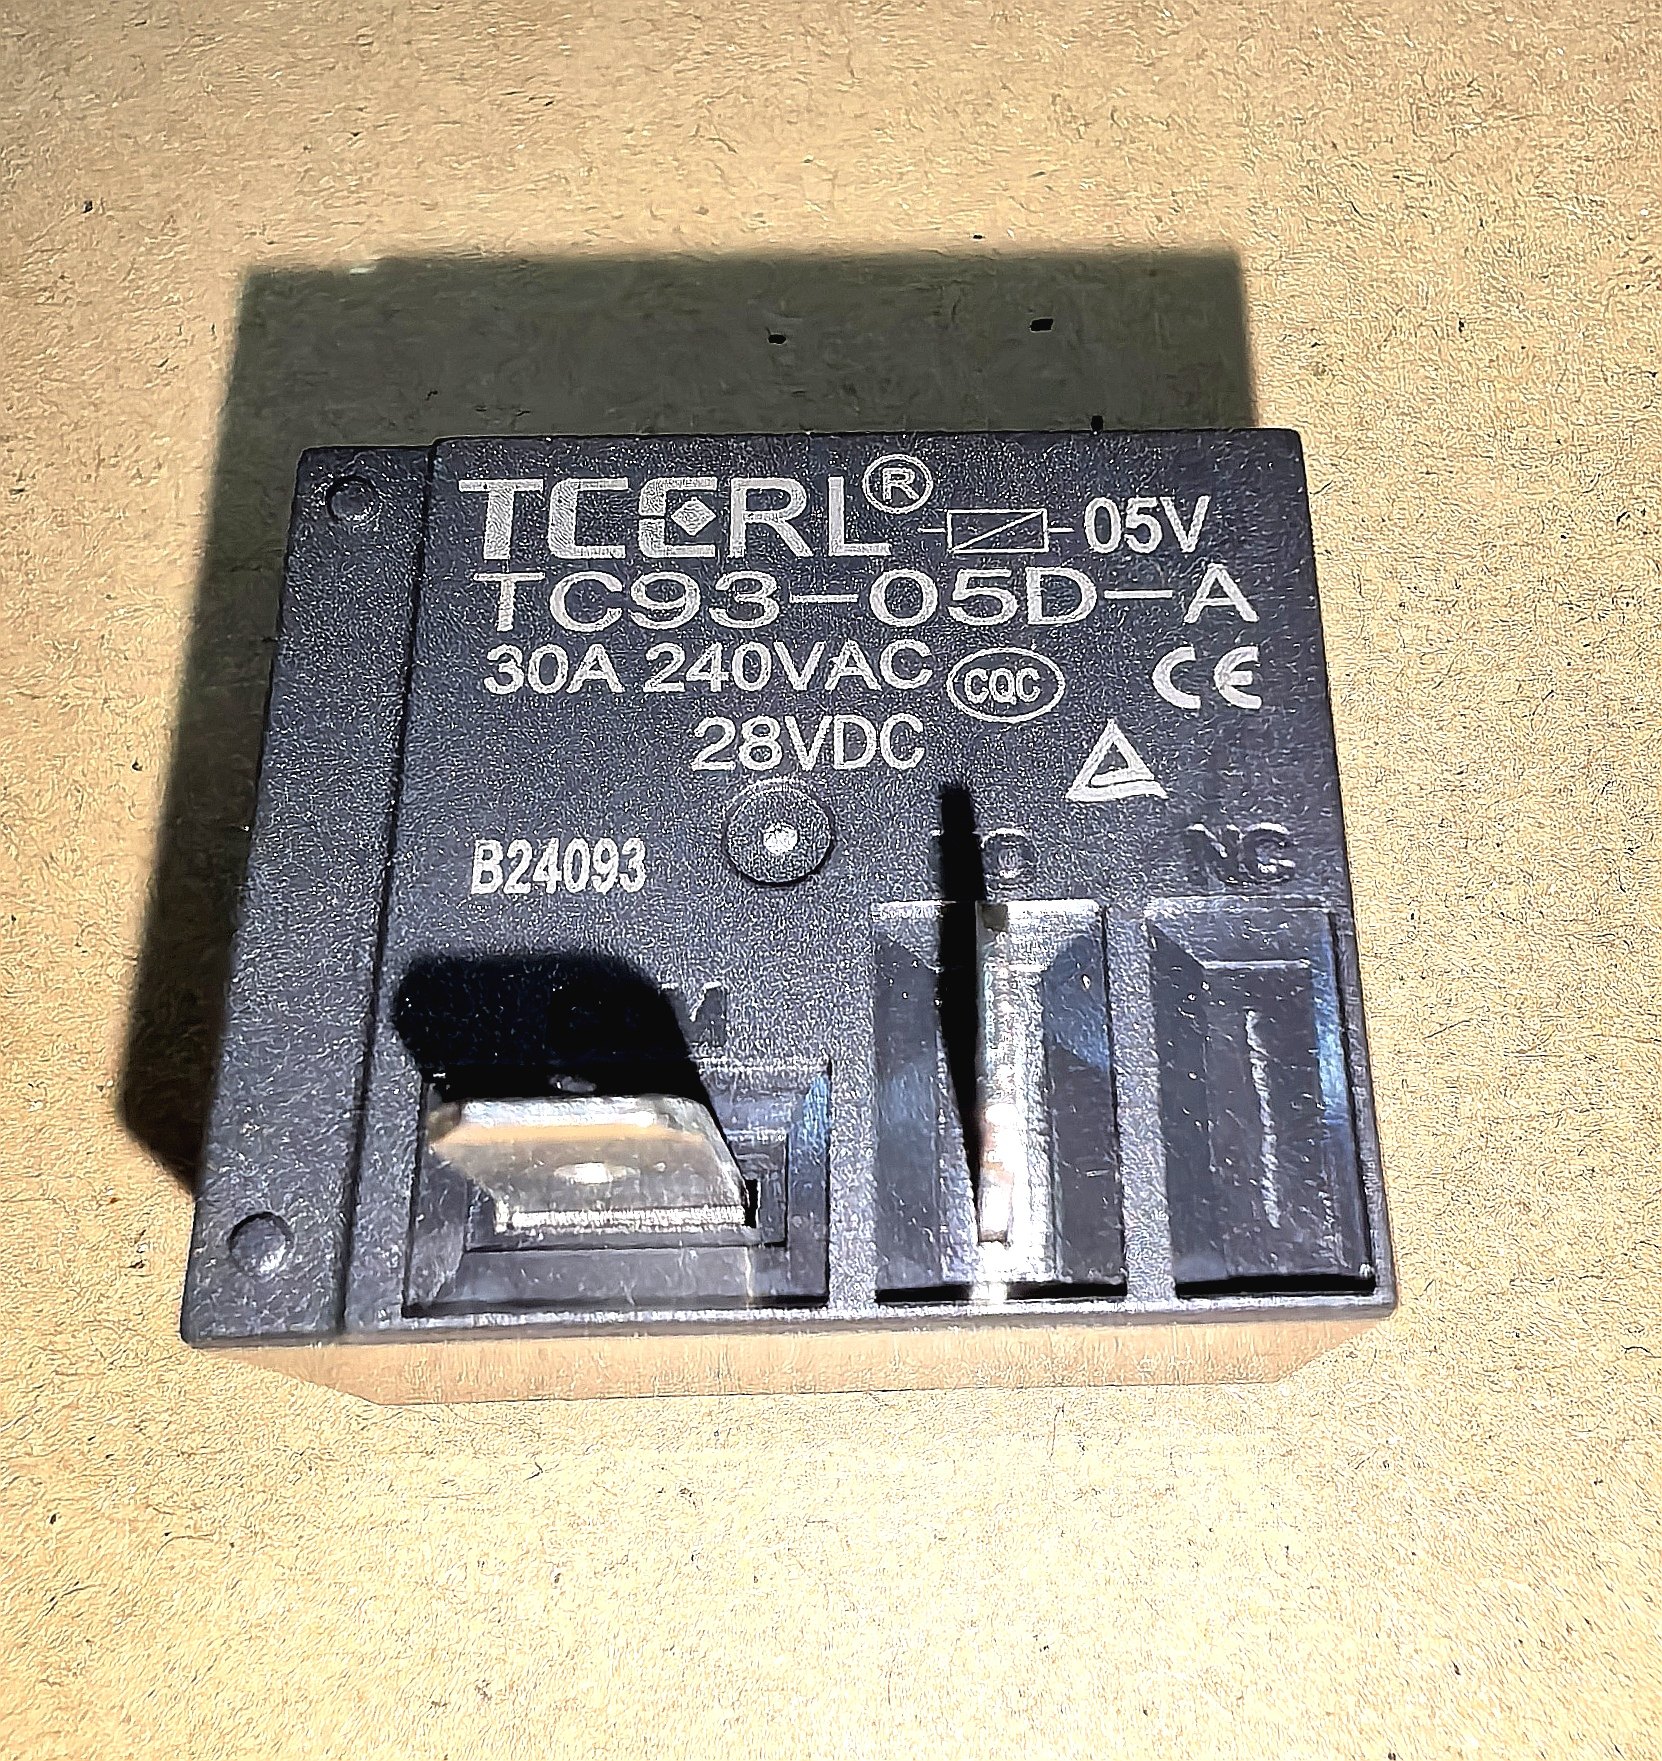 TCERL® 05V
TC93-05D-A
30A 240VAC CQC CE
28VDC
B24093
NC